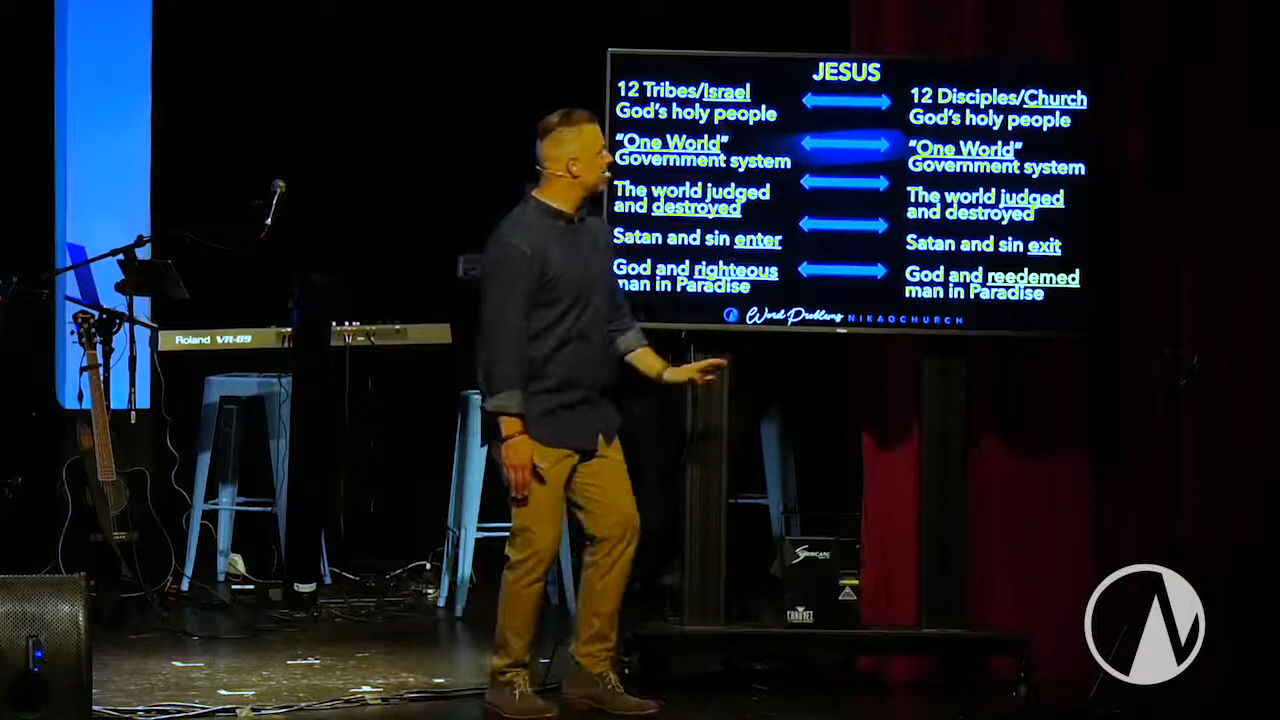 JESUS
12 Tribes/Israel
God's holy people
"One World"
Government system
The world judged
and destroyed
Satan and sin enter
God and righteous
man in Paradise
12 Disciples/Church
God's holy people
"One World"
Government system
The world judged
and destroyed
Satan and sin exit
God and reedemed
man in Paradise
Word Problems NIKAOCHURCH
Roland VR-09
CHAUVET